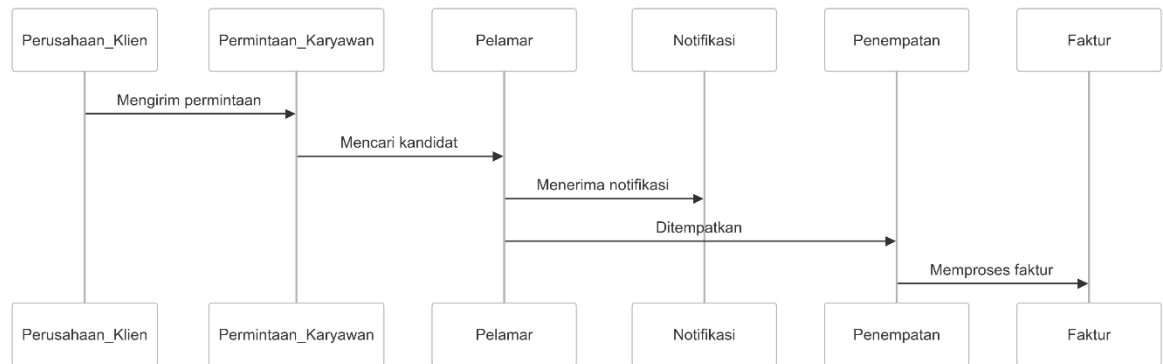 Perusahaan_Klien
Permintaan_Karyawan
Pelamar
Notifikasi
Penempatan
Faktur
Mengirim permintaan
Mencari kandidat
Menerima notifikasi
Ditempatkan
Memproses faktur
Perusahaan_Klien
Permintaan_Karyawan
Pelamar
Notifikasi
Penempatan
Faktur